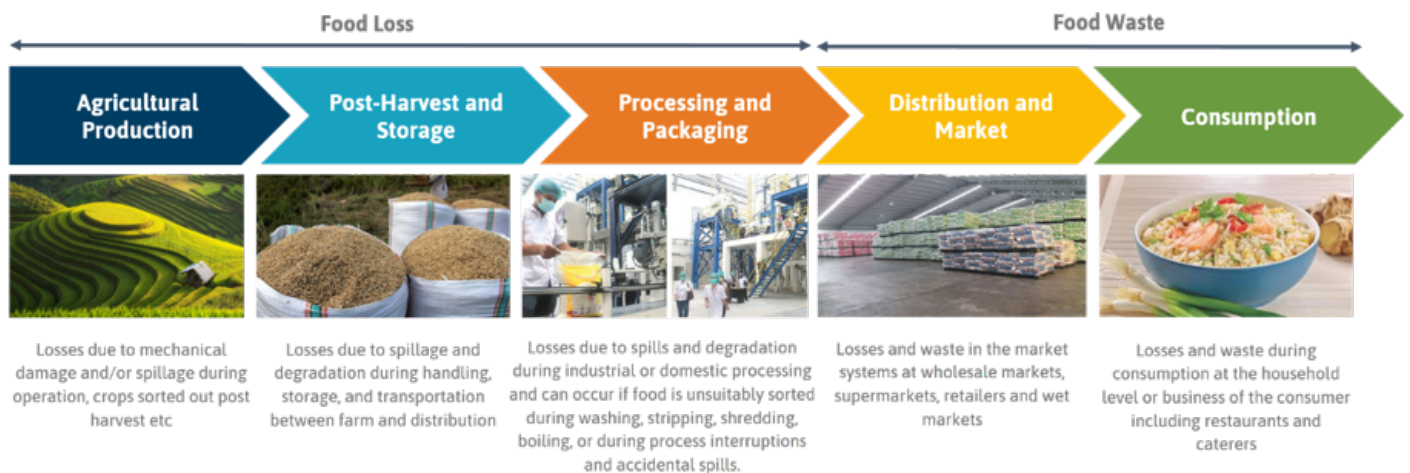 Food Loss
Food Waste
Agricultural
Production
Post-Harvest and
Storage
Processing and
Packaging
Distribution and
Market
Consumption
Losses due to mechanical
damage and/or spillage during
operation, crops sorted out post
harvest etc
Losses due to spillage and
degradation during handling,
storage, and transportation
between farm and distribution
Losses due to spills and degradation
during industrial or domestic processing
and can occur if food is unsuitably sorted
during washing, stripping, shredding,
boiling, or during process interruptions
and accidental spills.
Losses and waste in the market
systems at wholesale markets,
supermarkets, retailers and wet
markets
Losses and waste during
consumption at the household
level or business of the consumer
including restaurants and
caterers